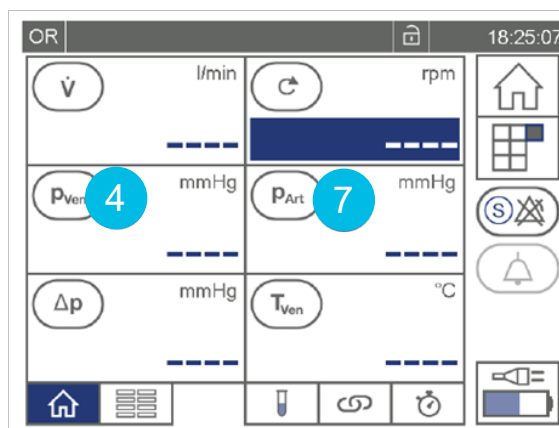 OR 18:25:07
V̇ l/min rpm
---- ----
pVen 4 mmHg pArt 7 mmHg
---- ----
Δp mmHg TVen °C
---- ----
S